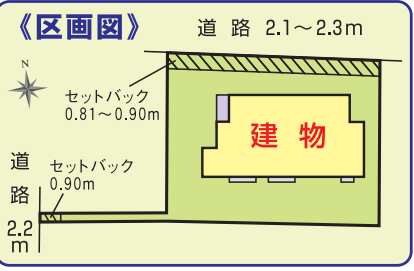 《区画図》
道 路 2.1～2.3m
N
セットバック
0.81～0.90m
建 物
道
路
2.2
m
セットバック
0.90m